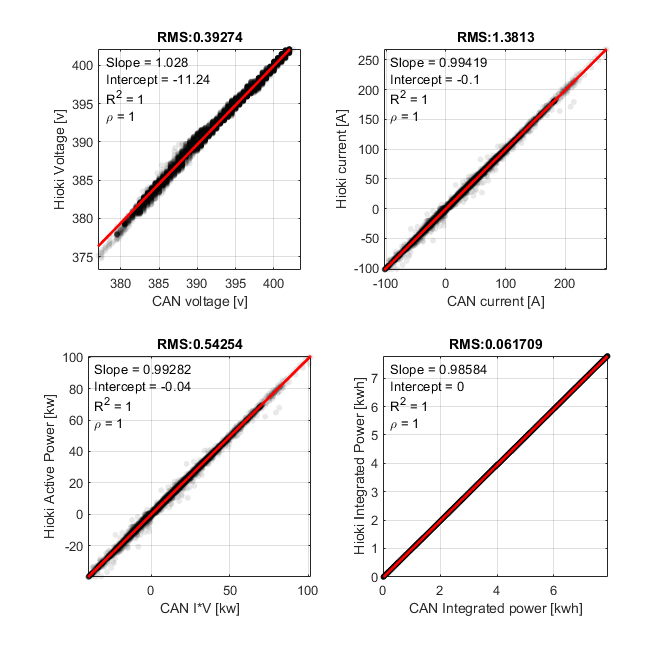 RMS:0.39274
Slope = 1.028
Intercept = -11.24
R² = 1
ρ = 1
400
395
390
385
380
375
Hioki Voltage [v]
380
385
390
395
400
CAN voltage [v]
RMS:1.3813
Slope = 0.99419
Intercept = -0.1
R² = 1
ρ = 1
250
200
150
100
50
0
-50
-100
Hioki current [A]
-100
0
100
200
CAN current [A]
RMS:0.54254
Slope = 0.99282
Intercept = -0.04
R² = 1
ρ = 1
100
80
60
40
20
0
-20
Hioki Active Power [kw]
0
50
100
CAN I*V [kw]
RMS:0.061709
Slope = 0.98584
Intercept = 0
R² = 1
ρ = 1
7
6
5
4
3
2
1
0
Hioki Integrated Power [kwh]
0
2
4
6
CAN Integrated power [kwh]